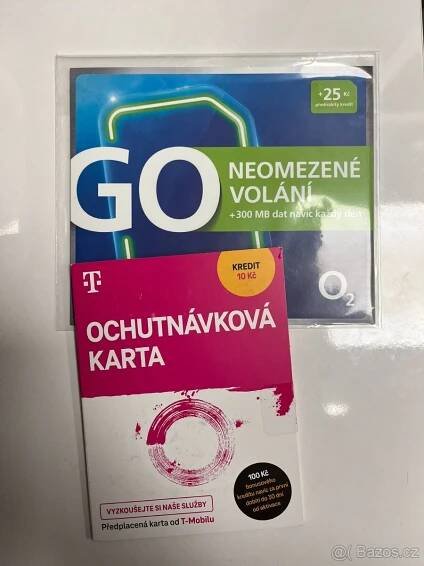 +25 Kč
předplacený kredit
GO
NEOMEZENÉ
VOLÁNÍ
+300 MB dat navíc každý den
O2
T
KREDIT
10 Kč
OCHUTNÁVKOVÁ
KARTA
100 Kč
bonusového
kreditu navíc za první
dobití do 30 dní
od aktivace
VYZKOUŠEJTE SI NAŠE SLUŽBY
Předplacená karta od T-Mobilu
Bazos.cz